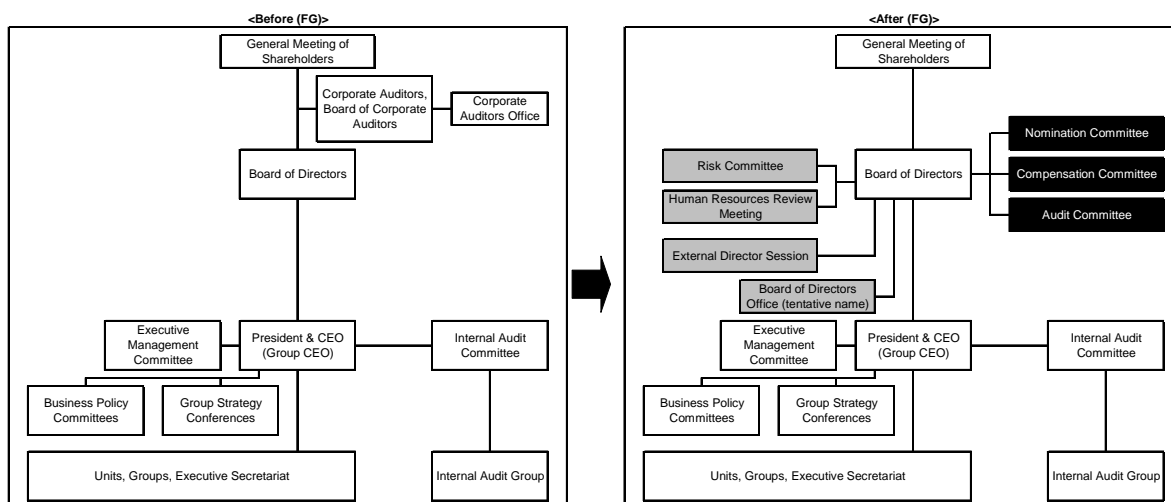 <Before (FG)>
General Meeting of
Shareholders
Corporate Auditors,
Board of Corporate
Auditors
Corporate
Auditors Office
Board of Directors
Executive
Management
Committee
President & CEO
(Group CEO)
Internal Audit
Committee
Business Policy
Committees
Group Strategy
Conferences
Units, Groups, Executive Secretariat
Internal Audit Group
<After (FG)>
General Meeting of
Shareholders
Nomination Committee
Risk Committee
Board of Directors
Compensation Committee
Human Resources Review
Meeting
Audit Committee
External Director Session
Board of Directors
Office (tentative name)
Executive
Management
Committee
President & CEO
(Group CEO)
Internal Audit
Committee
Business Policy
Committees
Group Strategy
Conferences
Units, Groups, Executive Secretariat
Internal Audit Group